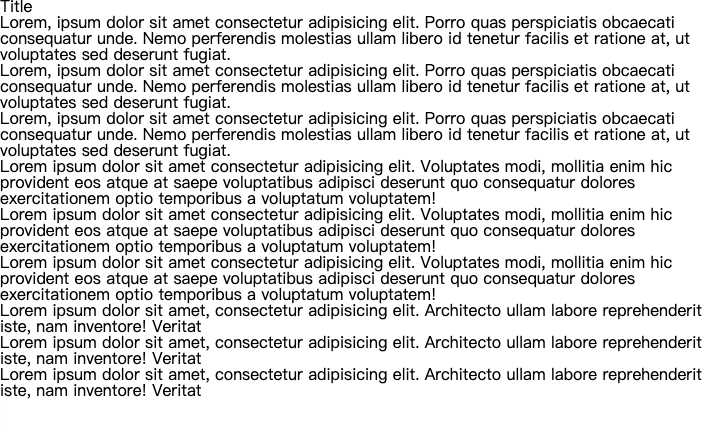 Title
Lorem, ipsum dolor sit amet consectetur adipisicing elit. Porro quas perspiciatis obcaecati
consequatur unde. Nemo perferendis molestias ullam libero id tenetur facilis et ratione at, ut
voluptates sed deserunt fugiat.
Lorem, ipsum dolor sit amet consectetur adipisicing elit. Porro quas perspiciatis obcaecati
consequatur unde. Nemo perferendis molestias ullam libero id tenetur facilis et ratione at, ut
voluptates sed deserunt fugiat.
Lorem, ipsum dolor sit amet consectetur adipisicing elit. Porro quas perspiciatis obcaecati
consequatur unde. Nemo perferendis molestias ullam libero id tenetur facilis et ratione at, ut
voluptates sed deserunt fugiat.
Lorem ipsum dolor sit amet consectetur adipisicing elit. Voluptates modi, mollitia enim hic
provident eos atque at saepe voluptatibus adipisci deserunt quo consequatur dolores
exercitationem optio temporibus a voluptatum voluptatem!
Lorem ipsum dolor sit amet consectetur adipisicing elit. Voluptates modi, mollitia enim hic
provident eos atque at saepe voluptatibus adipisci deserunt quo consequatur dolores
exercitationem optio temporibus a voluptatum voluptatem!
Lorem ipsum dolor sit amet consectetur adipisicing elit. Voluptates modi, mollitia enim hic
provident eos atque at saepe voluptatibus adipisci deserunt quo consequatur dolores
exercitationem optio temporibus a voluptatum voluptatem!
Lorem ipsum dolor sit amet, consectetur adipisicing elit. Architecto ullam labore reprehenderit
iste, nam inventore! Veritat
Lorem ipsum dolor sit amet, consectetur adipisicing elit. Architecto ullam labore reprehenderit
iste, nam inventore! Veritat
Lorem ipsum dolor sit amet, consectetur adipisicing elit. Architecto ullam labore reprehenderit
iste, nam inventore! Veritat